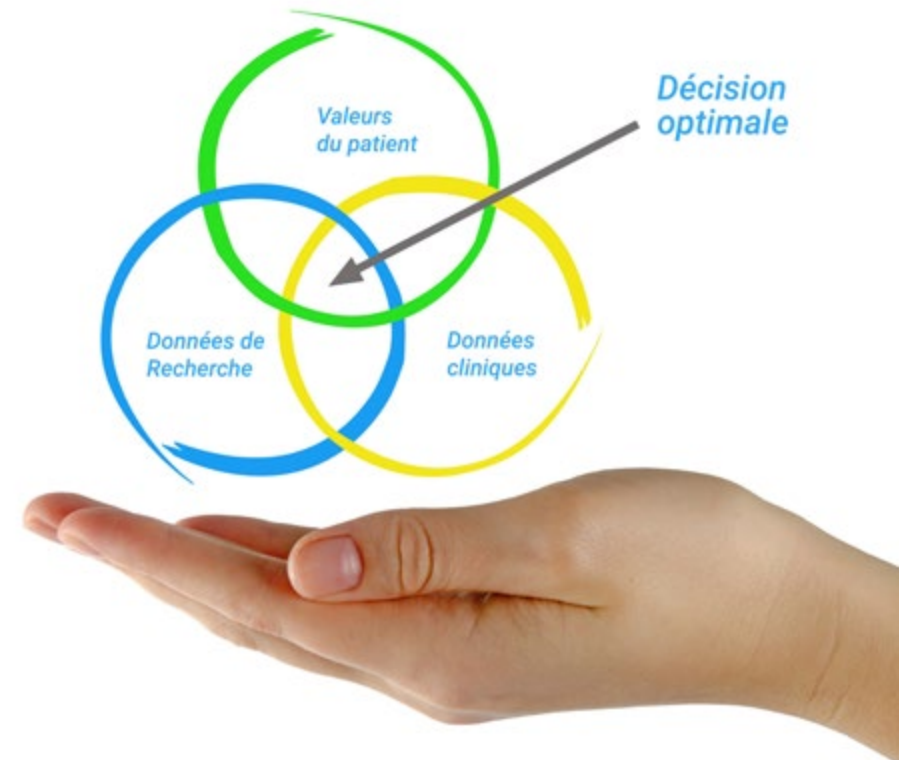 Valeurs
du patient
Décision
optimale
Données de
Recherche
Données
cliniques